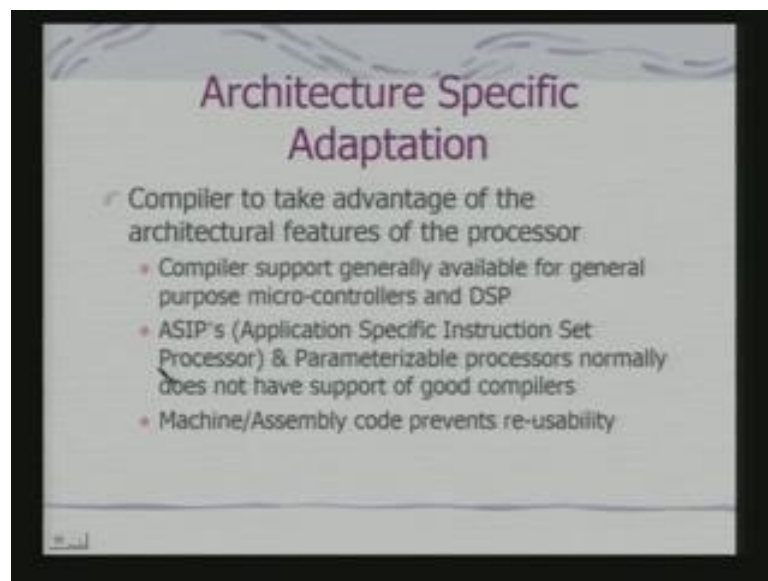 Architecture Specific
Adaptation
Compiler to take advantage of the
architectural features of the processor
Compiler support generally available for general
purpose micro-controllers and DSP
ASIP's (Application Specific Instruction Set
Processor) & Parameterizable processors normally
does not have support of good compilers
Machine/Assembly code prevents re-usability